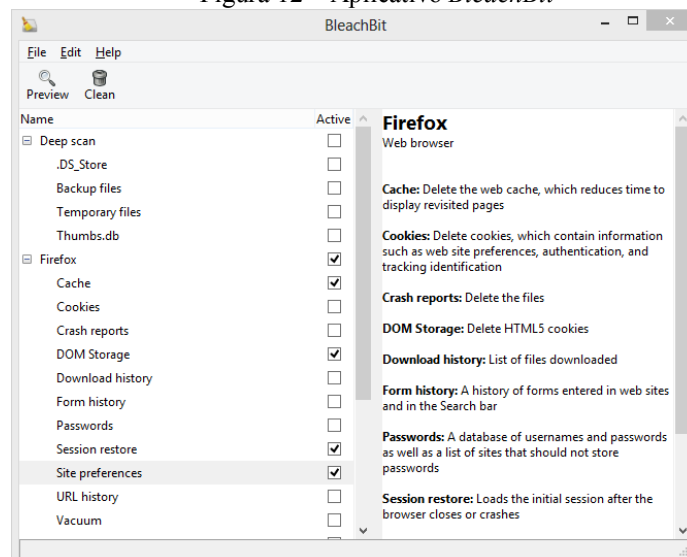 Figura 12 – Aplicativo BleachBit
BleachBit
File Edit Help
Preview Clean
Name Active
Deep scan
.DS_Store
Backup files
Temporary files
Thumbs.db
Firefox
Cache
Cookies
Crash reports
DOM Storage
Download history
Form history
Passwords
Session restore
Site preferences
URL history
Vacuum
Firefox
Web browser
Cache: Delete the web cache, which reduces time to
display revisited pages
Cookies: Delete cookies, which contain information
such as web site preferences, authentication, and
tracking identification
Crash reports: Delete the files
DOM Storage: Delete HTML5 cookies
Download history: List of files downloaded
Form history: A history of forms entered in web sites
and in the Search bar
Passwords: A database of usernames and passwords
as well as a list of sites that should not store
passwords
Session restore: Loads the initial session after the
browser closes or crashes